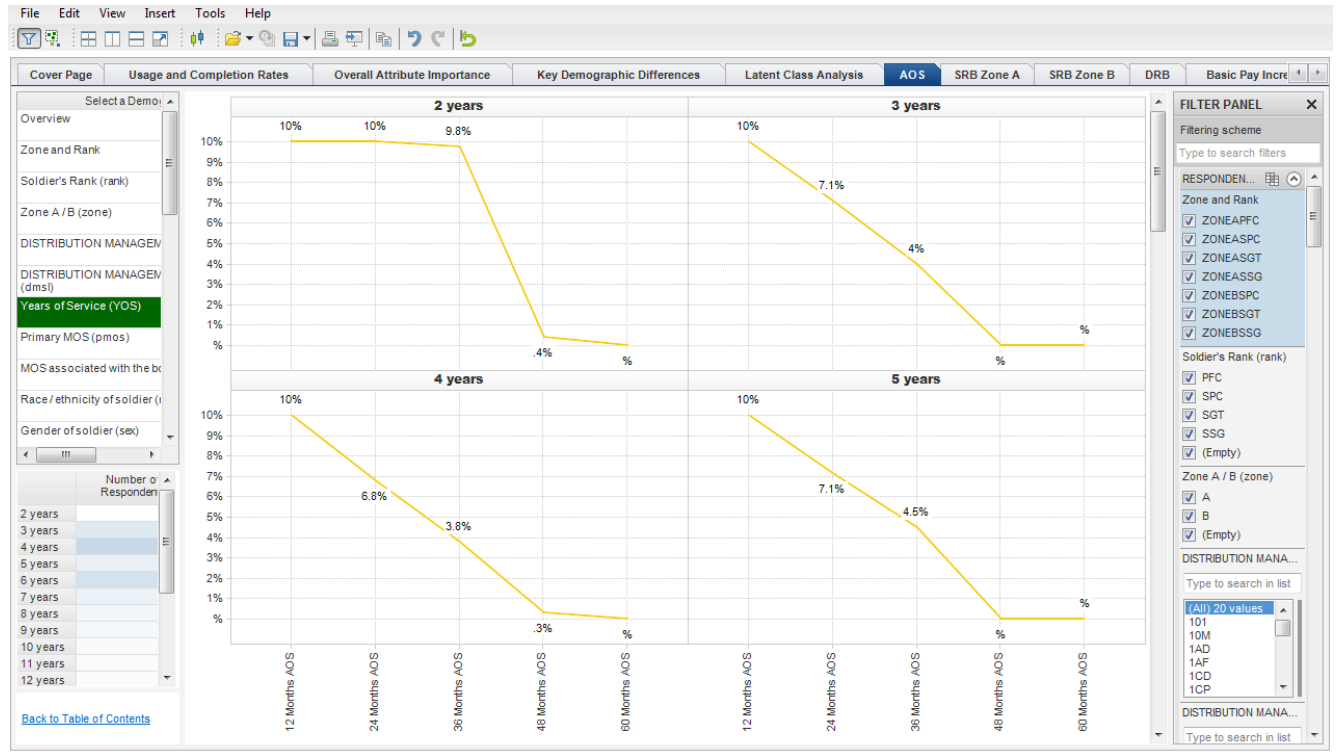 File Edit View Insert Tools Help
Cover Page Usage and Completion Rates Overall Attribute Importance Key Demographic Differences Latent Class Analysis AOS SRB Zone A SRB Zone B DRB Basic Pay Incre
Select a Demo
Overview
Zone and Rank
Soldier's Rank (rank)
Zone A / B (zone)
DISTRIBUTION MANAGEM
DISTRIBUTION MANAGEM
(dmsl)
Years of Service (YOS)
Primary MOS (pmos)
MOS associated with the bo
Race / ethnicity of soldier (
Gender of soldier (sex)
Number o
Responden
2 years
3 years
4 years
5 years
6 years
7 years
8 years
9 years
10 years
11 years
12 years
Back to Table of Contents
2 years
10%
9%
8%
7%
6%
5%
4%
3%
2%
1%
%
10% 10% 9.8%
.4% %
3 years
10%
7.1%
4%
% %
4 years
10%
9%
8%
7%
6%
5%
4%
3%
2%
1%
%
10%
6.8%
3.8%
.3% %
5 years
10%
7.1%
4.5%
% %
12 Months AOS
24 Months AOS
36 Months AOS
48 Months AOS
60 Months AOS
12 Months AOS
24 Months AOS
36 Months AOS
48 Months AOS
60 Months AOS
FILTER PANEL
Filtering scheme
Type to search filters
RESPONDEN...
Zone and Rank
ZONEAPFC
ZONEASPC
ZONEASGT
ZONEASSG
ZONEBSPC
ZONEBSGT
ZONEBSSG
Soldier's Rank (rank)
PFC
SPC
SGT
SSG
(Empty)
Zone A / B (zone)
A
B
(Empty)
DISTRIBUTION MANA...
Type to search in list
(All) 20 values
101
10M
1AD
1AF
1CD
1CP
DISTRIBUTION MANA...
Type to search in list